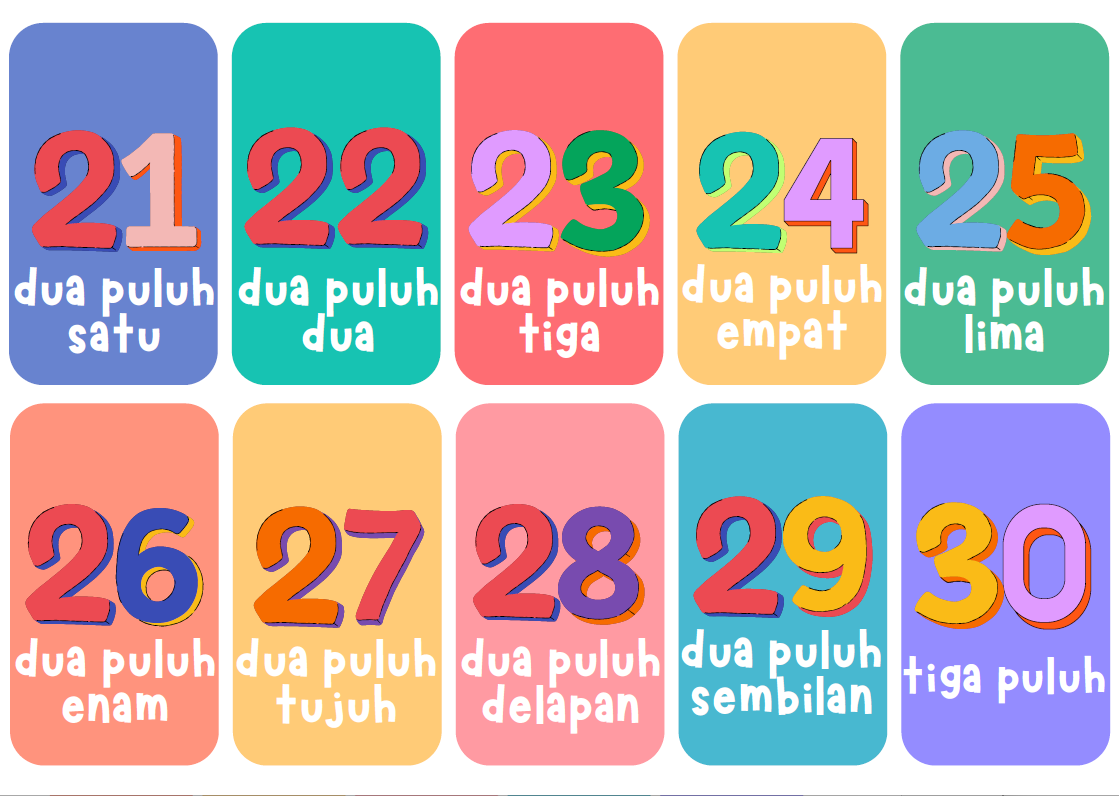 21
dua puluh
satu
22
dua puluh
dua
23
dua puluh
tiga
24
dua puluh
empat
25
dua puluh
lima
26
dua puluh
enam
27
dua puluh
tujuh
28
dua puluh
delapan
29
dua puluh
sembilan
30
tiga puluh